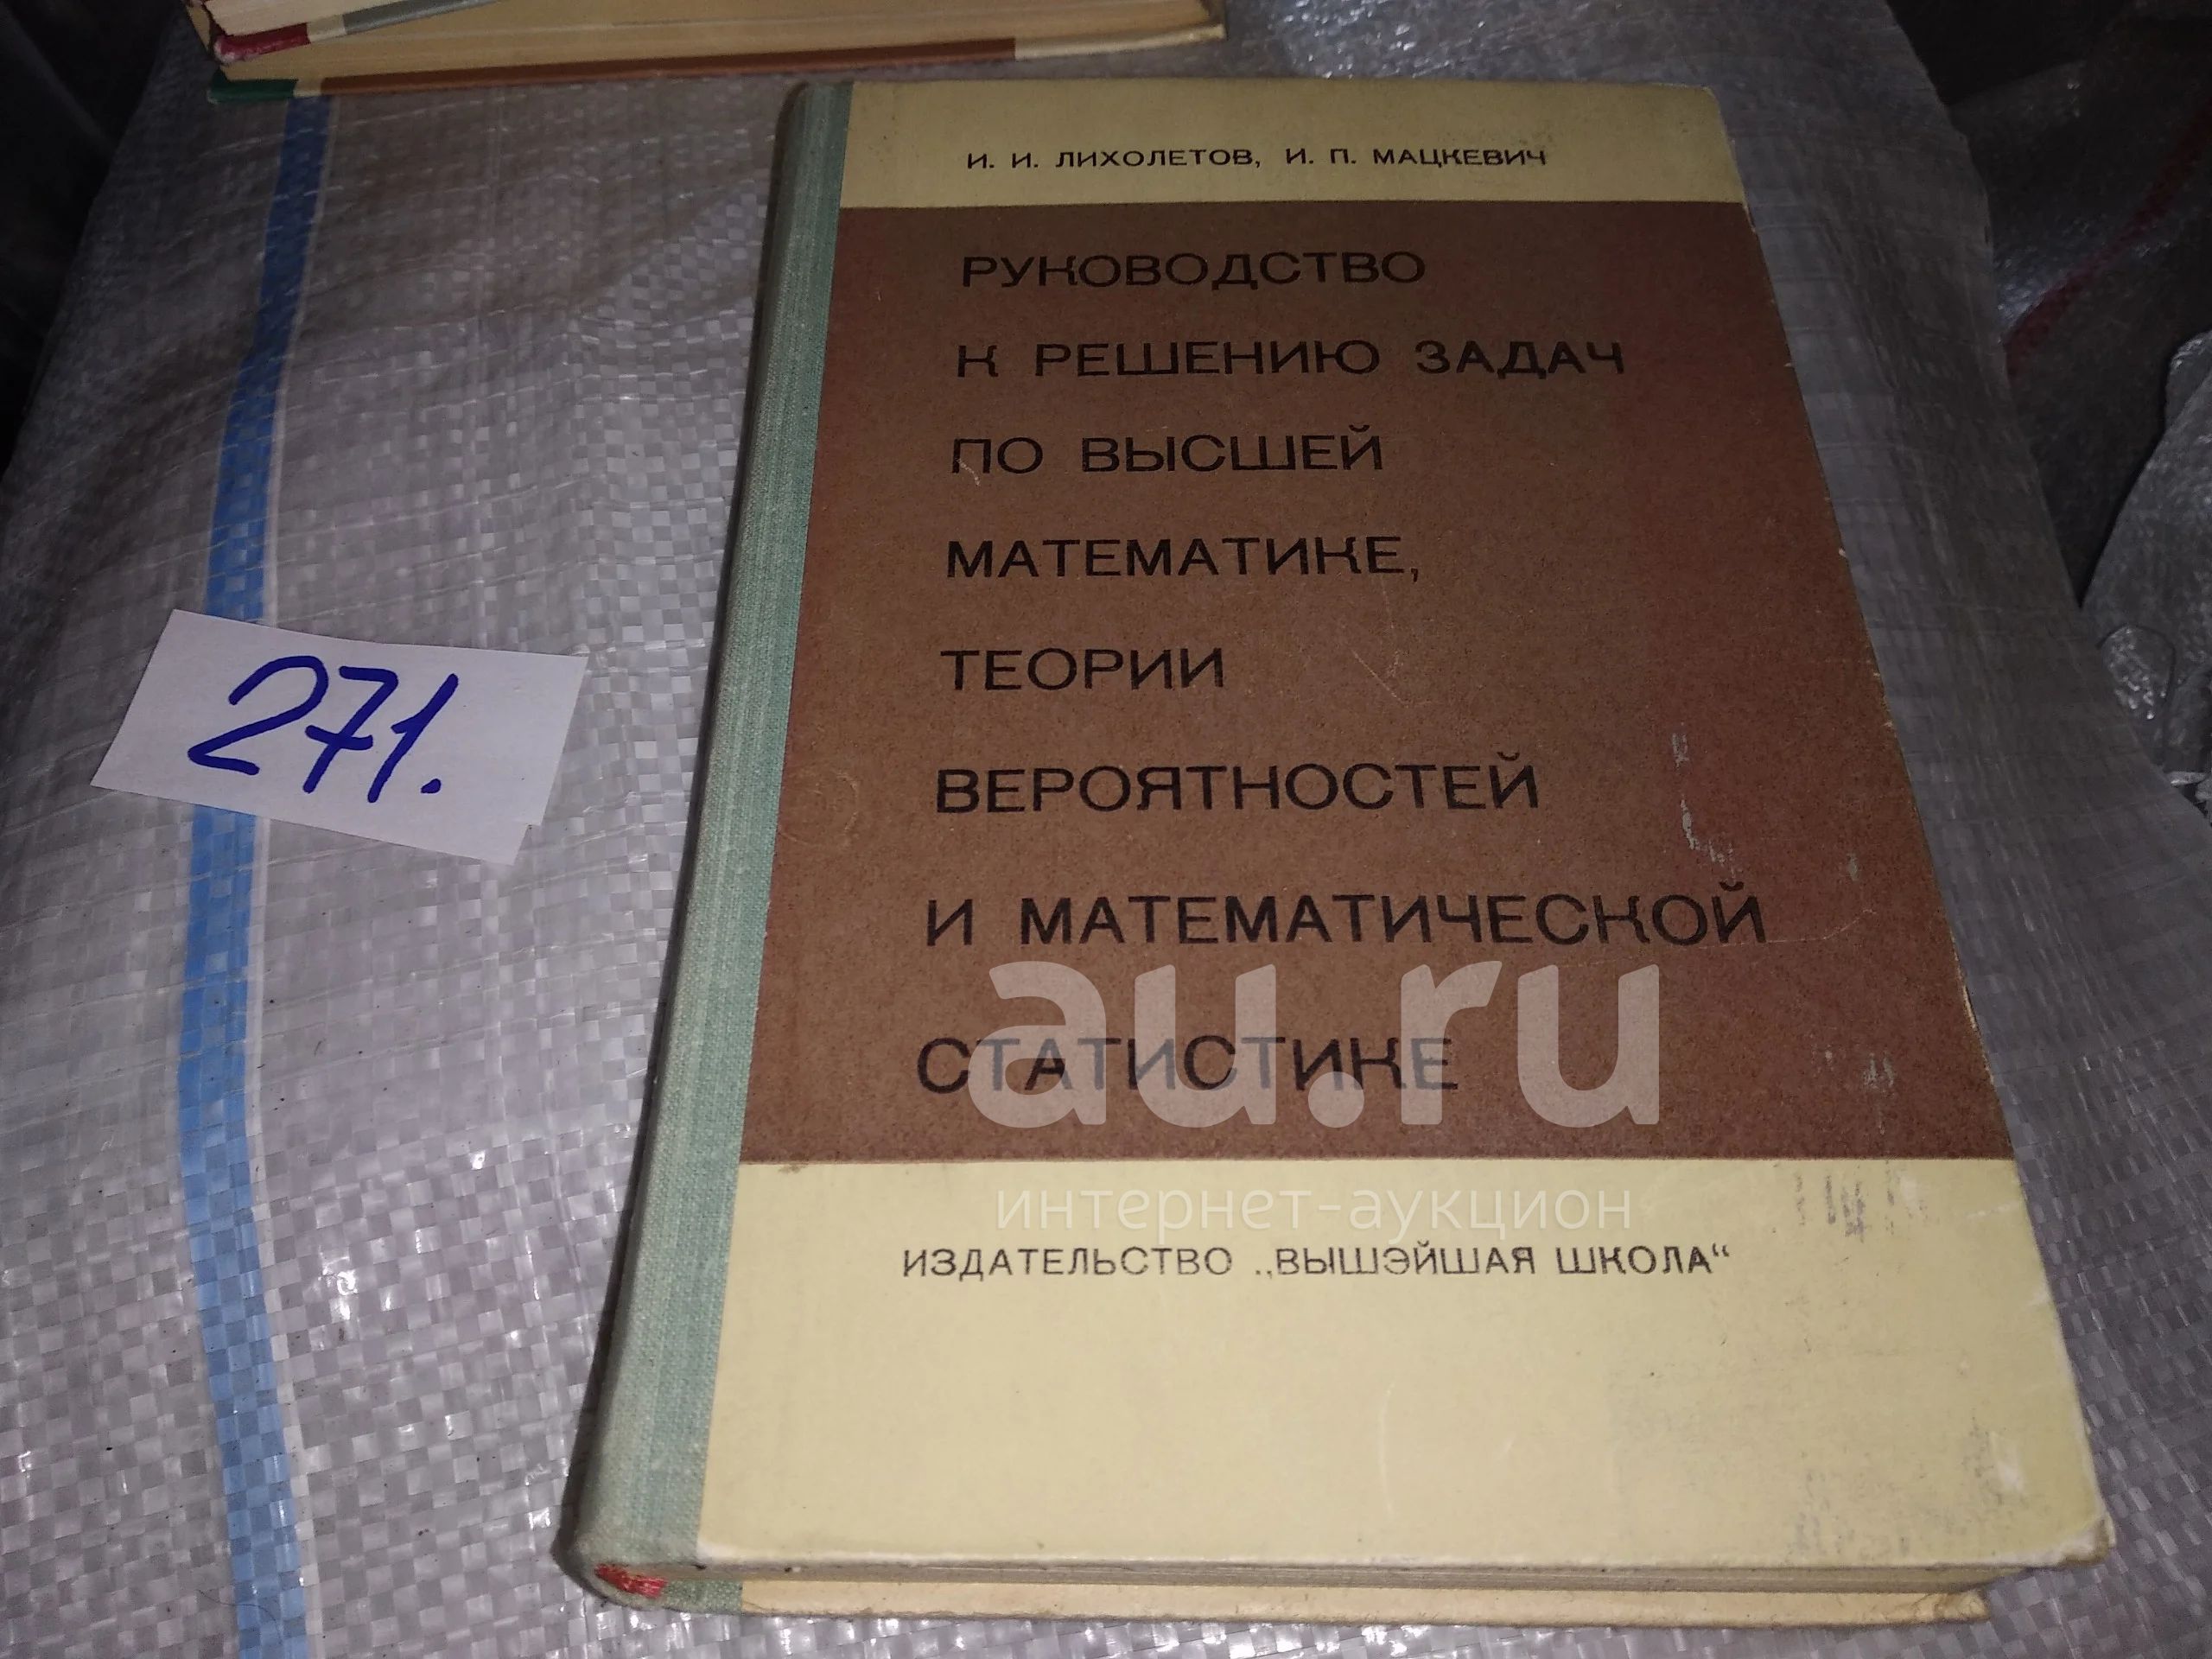 И. И. ЛИХОЛЕТОВ, И. П. МАЦКЕВИЧ
РУКОВОДСТВО
К РЕШЕНИЮ ЗАДАЧ
ПО ВЫСШЕЙ
МАТЕМАТИКЕ,
ТЕОРИИ
ВЕРОЯТНОСТЕЙ
И МАТЕМАТИЧЕСКОЙ
СТАТИСТИКЕ
ИЗДАТЕЛЬСТВО „ВЫШЭЙШАЯ ШКОЛА“
271.
au.ru
интернет-аукцион